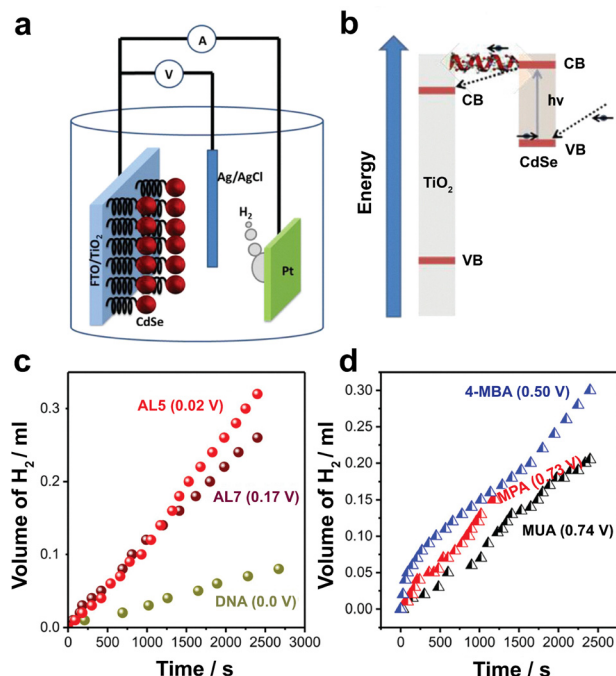 a
A
V
Ag/AgCl
H₂
Pt
FTO/TiO₂
CdSe
b
Energy
CB
CB
hν
VB
CdSe
TiO₂
VB
c
Volume of H₂ / ml
0.3
0.2
0.1
0.0
AL5 (0.02 V)
AL7 (0.17 V)
DNA (0.0 V)
0 500 1000 1500 2000 2500 3000
Time / s
d
Volume of H₂ / ml
0.30
0.25
0.20
0.15
0.10
0.05
0.00
4-MBA (0.50 V)
MPA (0.73 V)
MUA (0.74 V)
0 500 1000 1500 2000 2500
Time / s